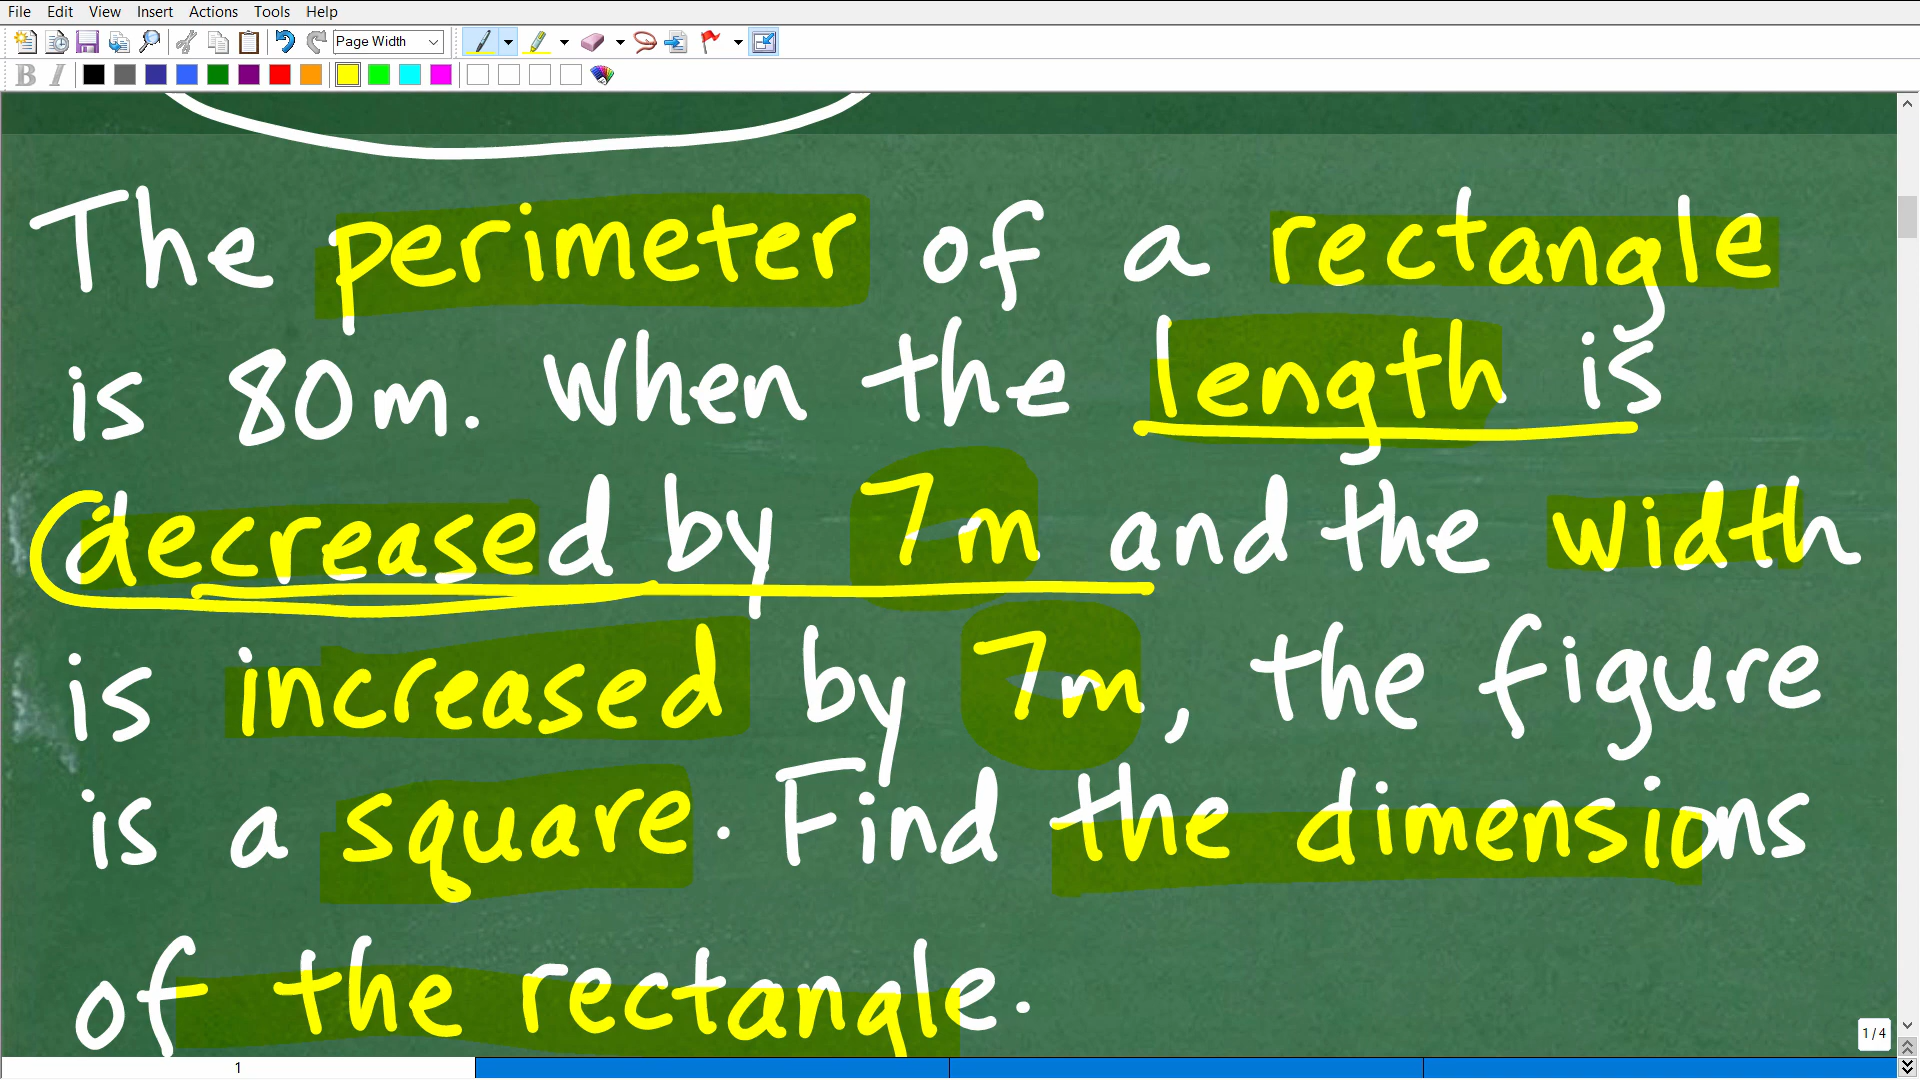 File Edit View Insert Actions Tools Help
Page Width
B I
The perimeter of a rectangle
is 80m. When the length is
decreased by 7m and the width
is increased by 7m, the figure
is a square. Find the dimensions
of the rectangle.
1 / 4
1